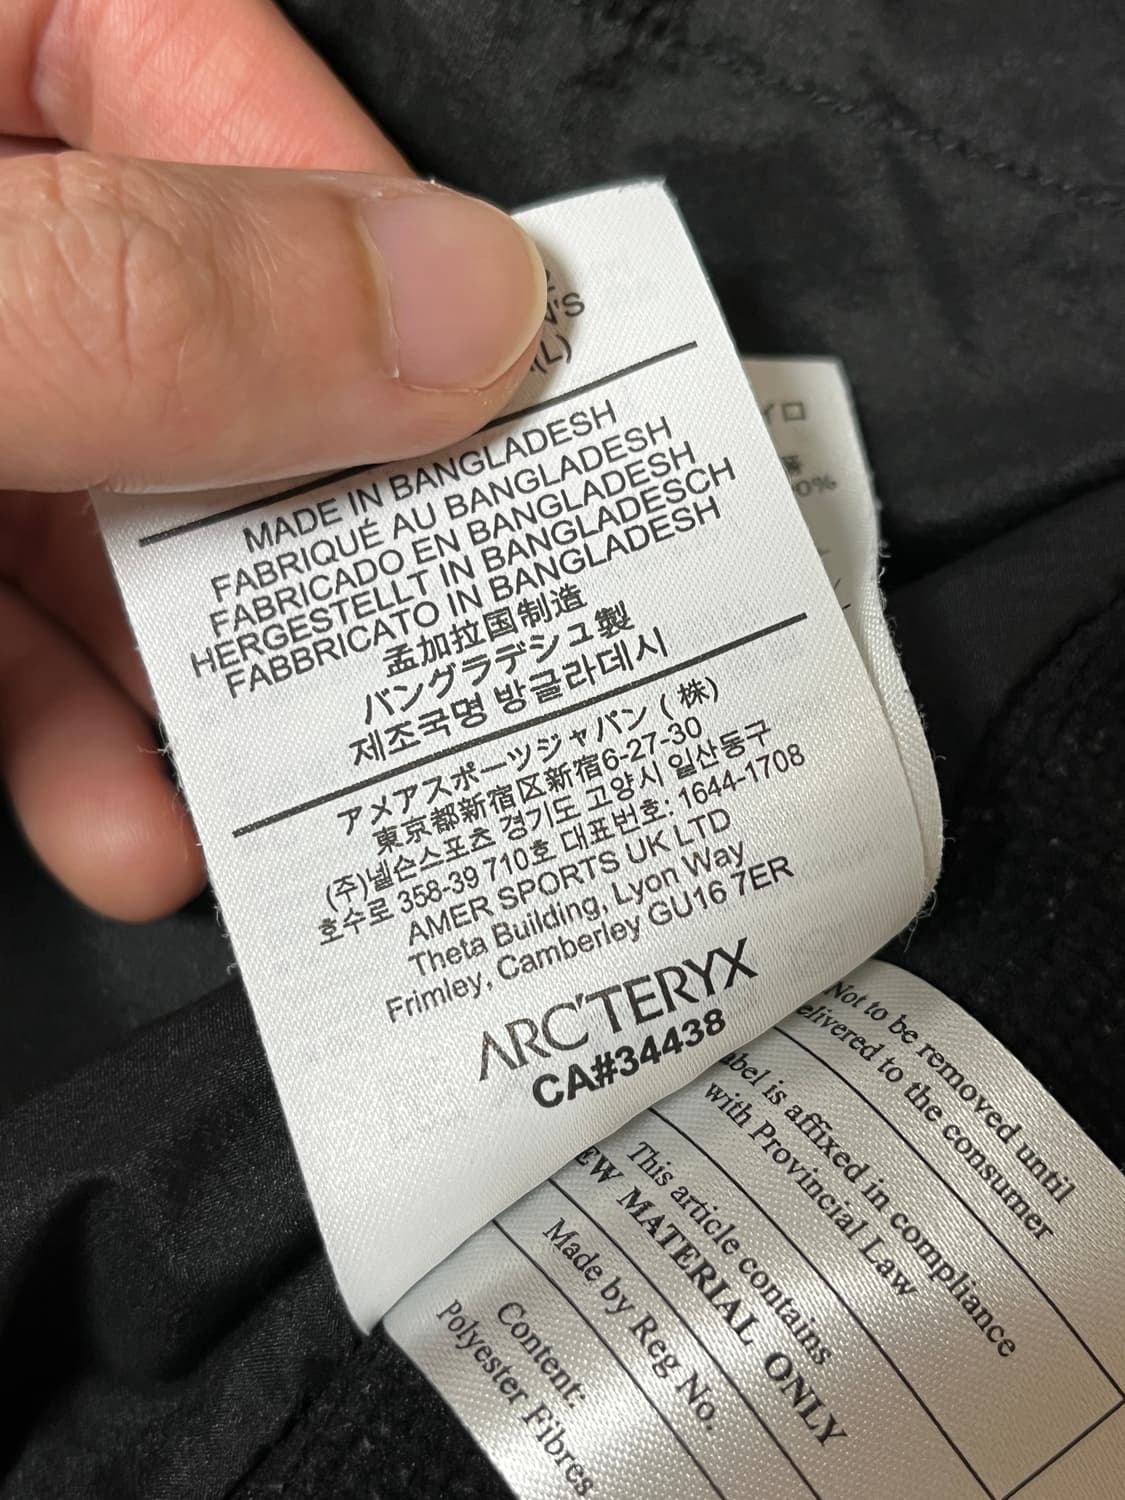 N'S
(L)
MADE IN BANGLADESH
FABRIQUÉ AU BANGLADESH
FABRICADO EN BANGLADESH
HERGESTELLT IN BANGLADESCH
FABBRICATO IN BANGLADESH
孟加拉国制造
バングラデシュ製
제조국명 방글라데시
アメアスポーツジャパン (株)
東京都新宿区新宿6-27-30
(주)넬슨스포츠 경기도 고양시 일산동구
호수로 358-39 710호 대표번호: 1644-1708
AMER SPORTS UK LTD
Theta Building, Lyon Way
Frimley, Camberley GU16 7ER
ARC'TERYX
CA#34438
Not to be removed until
delivered to the consumer
label is affixed in compliance
with Provincial Law
This article contains
NEW MATERIAL ONLY
Made by Reg No.
Content:
Polyester Fibres